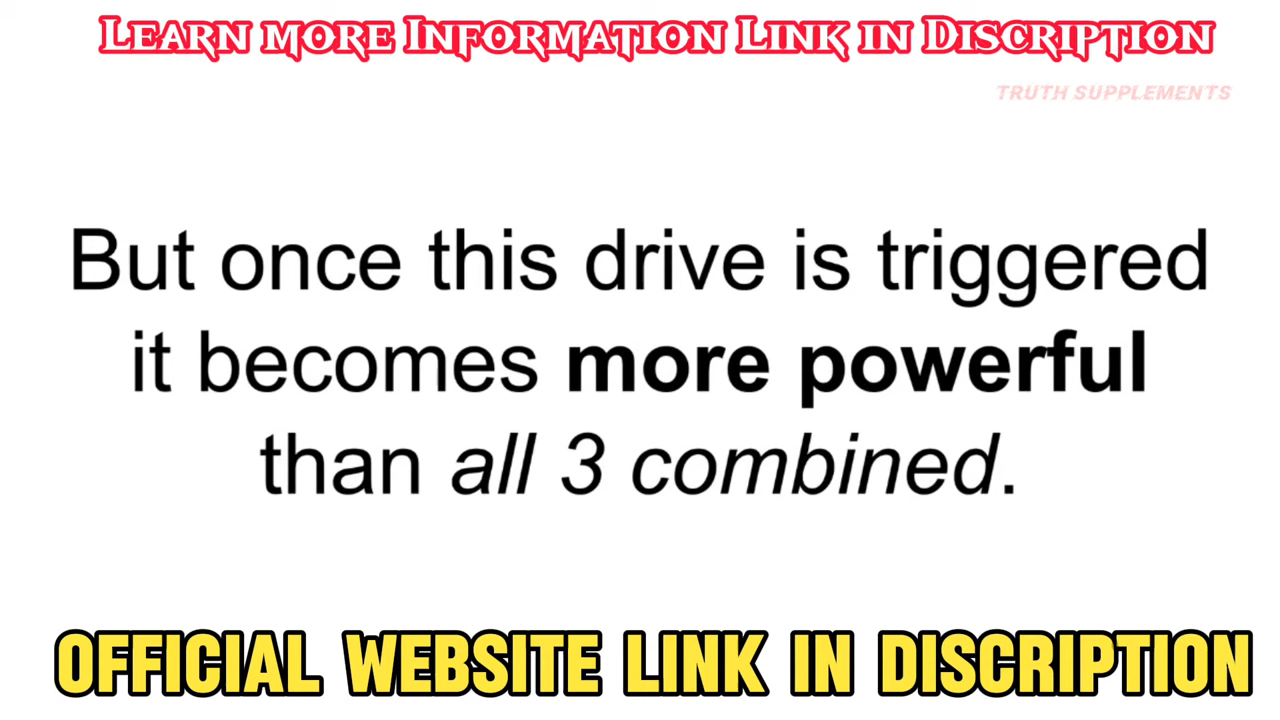 Learn more Information Link in Discription
TRUTH SUPPLEMENTS
But once this drive is triggered
it becomes more powerful
than all 3 combined.
OFFICIAL WEBSITE LINK IN DISCRIPTION